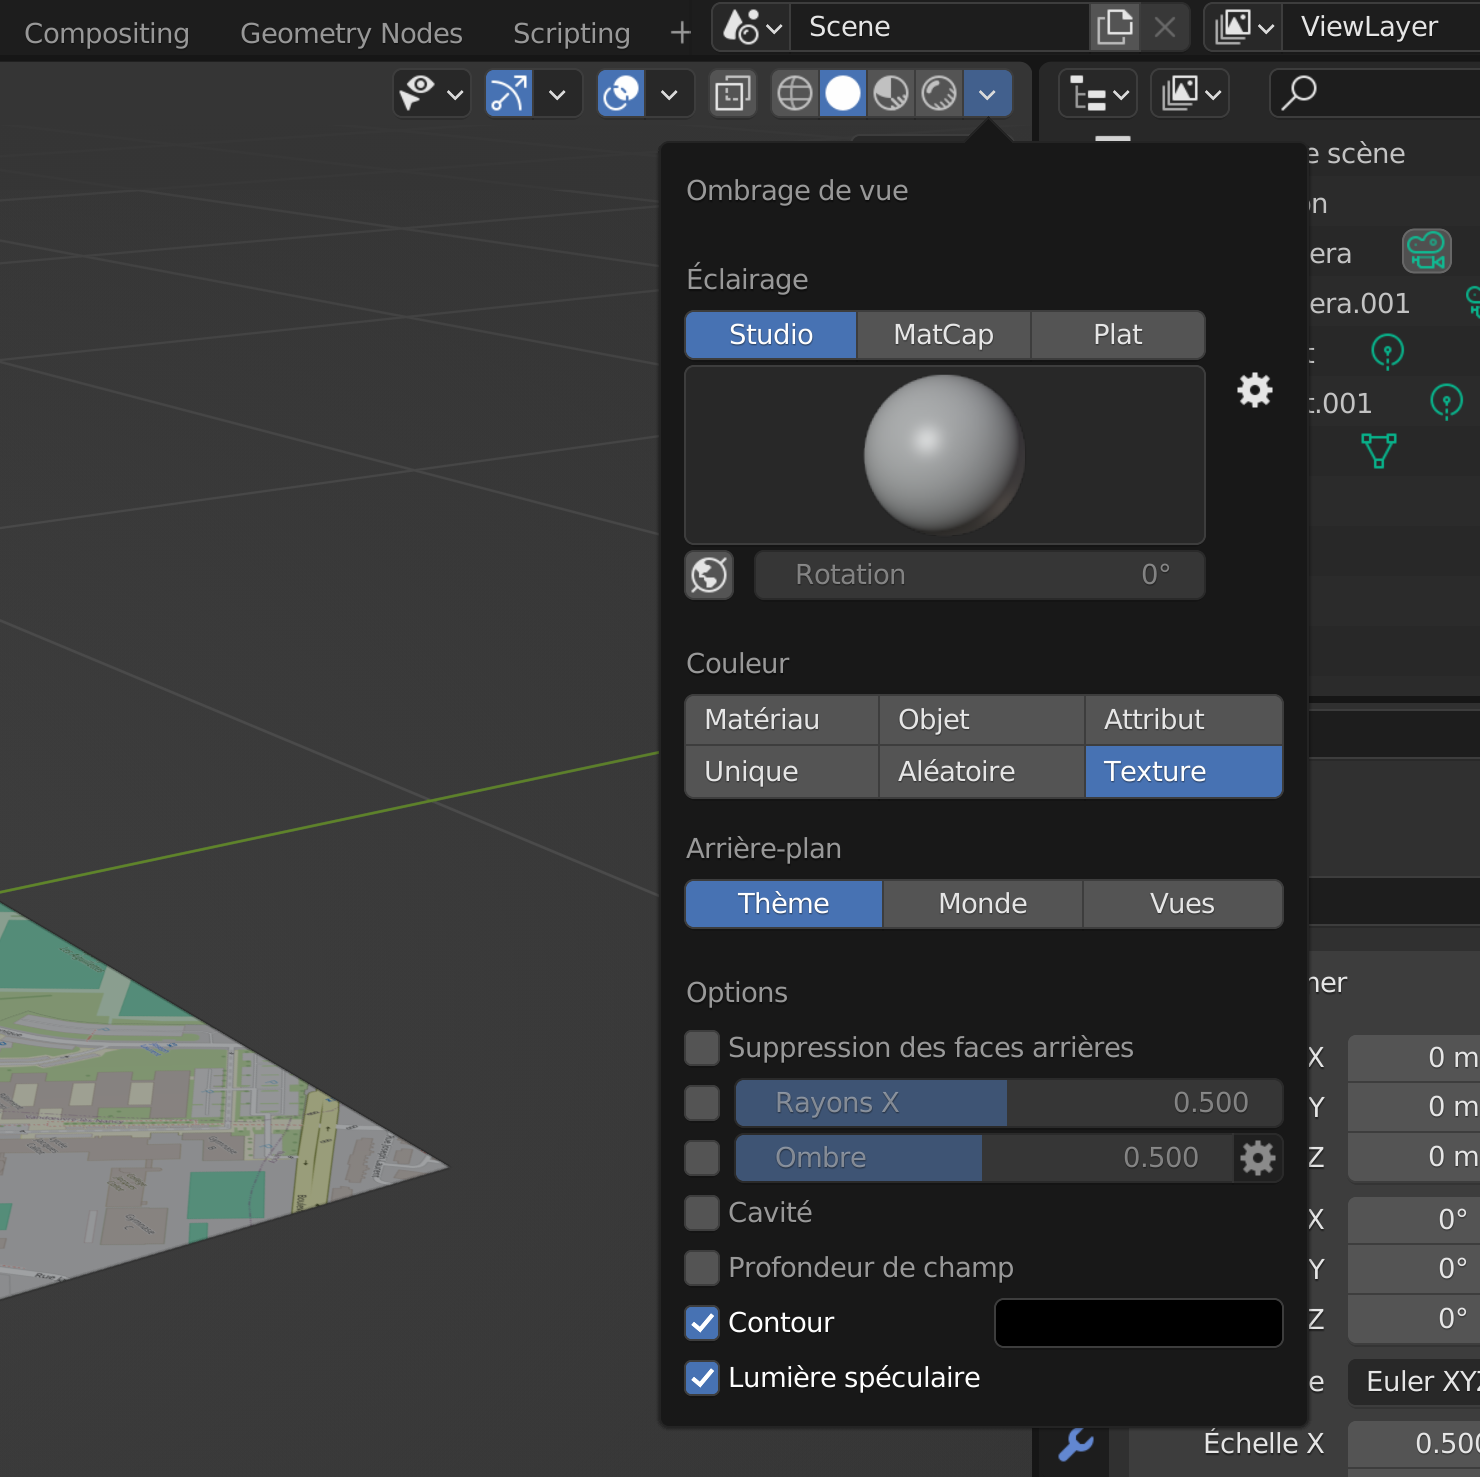 Compositing Geometry Nodes Scripting + Scene ViewLayer
e scène
Ombrage de vue
on
Éclairage
era
era.001
Studio MatCap Plat
t
t.001
Rotation 0°
Couleur
Matériau Objet Attribut
Unique Aléatoire Texture
Arrière-plan
Thème Monde Vues
Options
ner
Suppression des faces arrières
X 0 m
Rayons X 0.500
Y 0 m
Ombre 0.500
Z 0 m
Cavité
X 0°
Profondeur de champ
Y 0°
Contour
Z 0°
Lumière spéculaire
e Euler XYZ
Échelle X 0.500